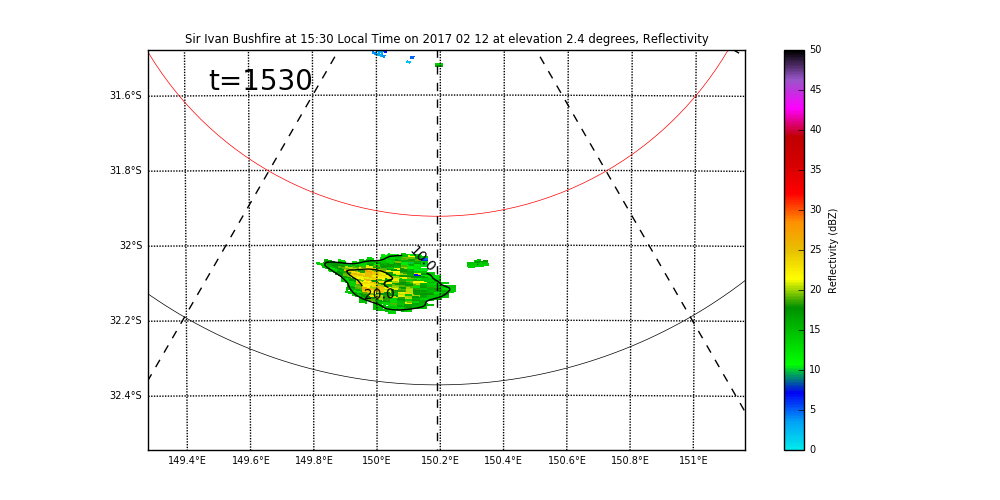 Sir Ivan Bushfire at 15:30 Local Time on 2017 02 12 at elevation 2.4 degrees, Reflectivity
t=1530
31.6°S
31.8°S
32°S
32.2°S
32.4°S
10.0
20.0
149.4°E 149.6°E 149.8°E 150°E 150.2°E 150.4°E 150.6°E 150.8°E 151°E
50
45
40
35
30
25
20
15
10
5
0
Reflectivity (dBZ)